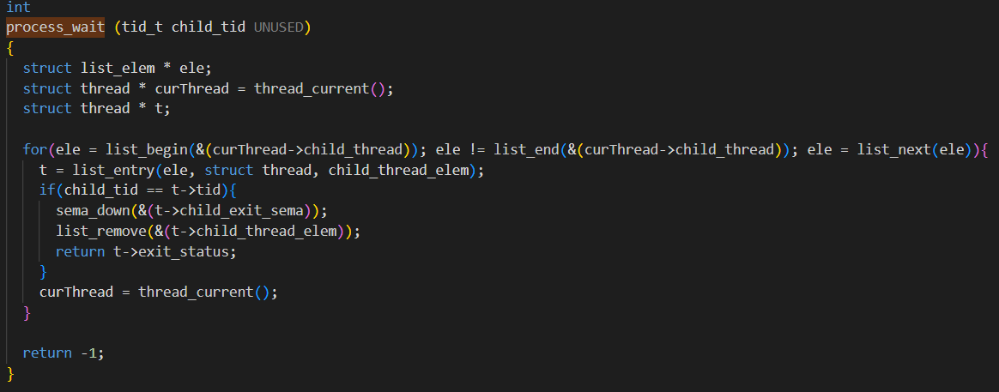 int
process_wait (tid_t child_tid UNUSED)
{
  struct list_elem * ele;
  struct thread * curThread = thread_current();
  struct thread * t;

  for(ele = list_begin(&(curThread->child_thread)); ele != list_end(&(curThread->child_thread)); ele = list_next(ele)){
    t = list_entry(ele, struct thread, child_thread_elem);
    if(child_tid == t->tid){
      sema_down(&(t->child_exit_sema));
      list_remove(&(t->child_thread_elem));
      return t->exit_status;
    }
    curThread = thread_current();
  }

  return -1;
}